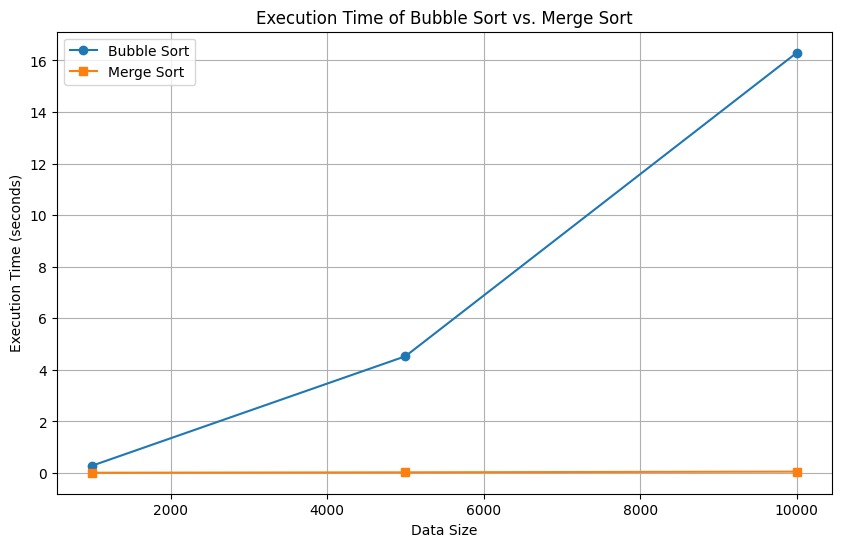 Execution Time of Bubble Sort vs. Merge Sort
Bubble Sort
Merge Sort
Execution Time (seconds)
16
14
12
10
8
6
4
2
0
2000 4000 6000 8000 10000
Data Size